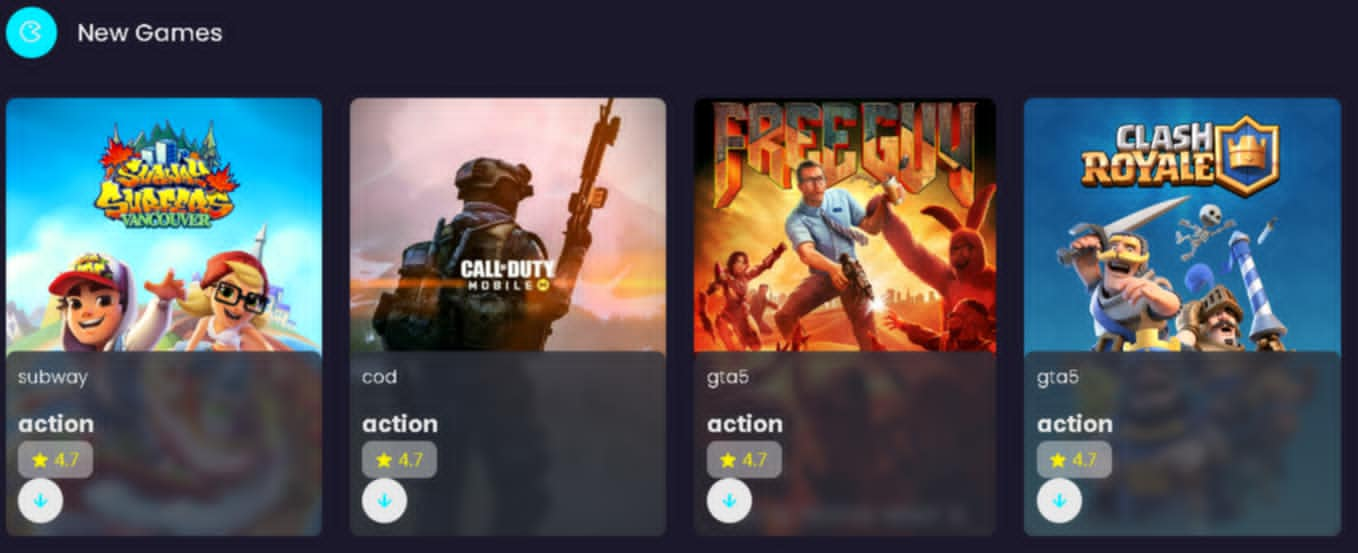 New Games
SUBWAY
SURFERS
VANCOUVER
subway
action
4.7
CALL OF DUTY
MOBILE
cod
action
4.7
FREE GUY
gta5
action
4.7
CLASH
ROYALE
gta5
action
4.7